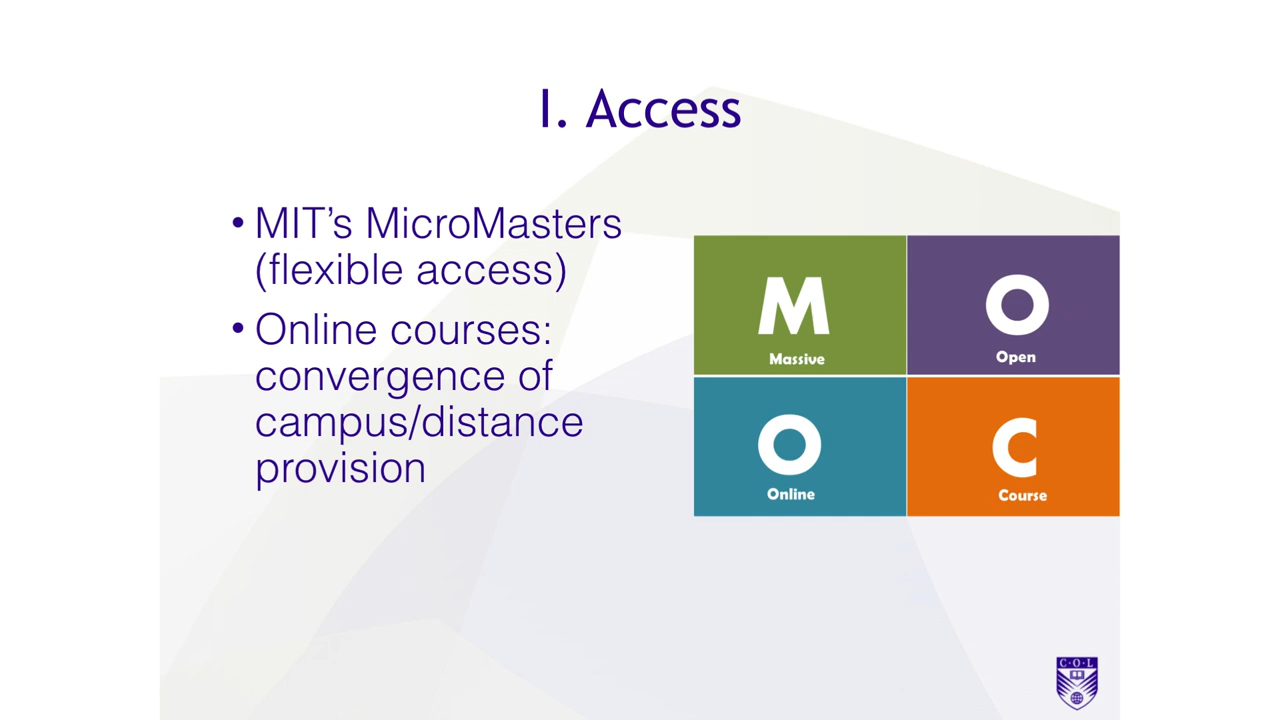 I. Access
• MIT’s MicroMasters
(flexible access)
• Online courses:
convergence of
campus/distance
provision
M
Massive
O
Open
O
Online
C
Course
C·O·L